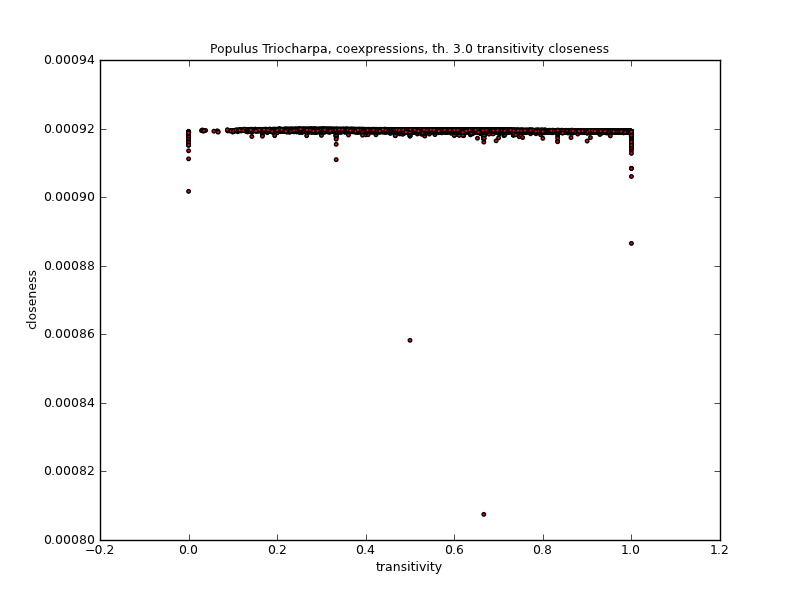 Populus Triocharpa, coexpressions, th. 3.0 transitivity closeness
0.00094
0.00092
0.00090
0.00088
0.00086
0.00084
0.00082
0.00080
closeness
−0.2 0.0 0.2 0.4 0.6 0.8 1.0 1.2
transitivity